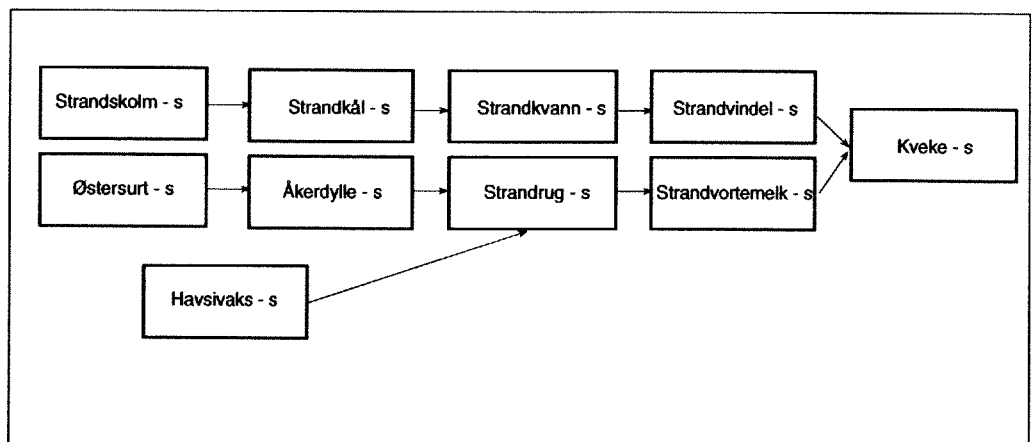 Strandskolm - s
Strandkål - s
Strandkvann - s
Strandvindel - s
Kveke - s
Østersurt - s
Åkerdylle - s
Strandrug - s
Strandvortemelk - s
Havsivaks - s